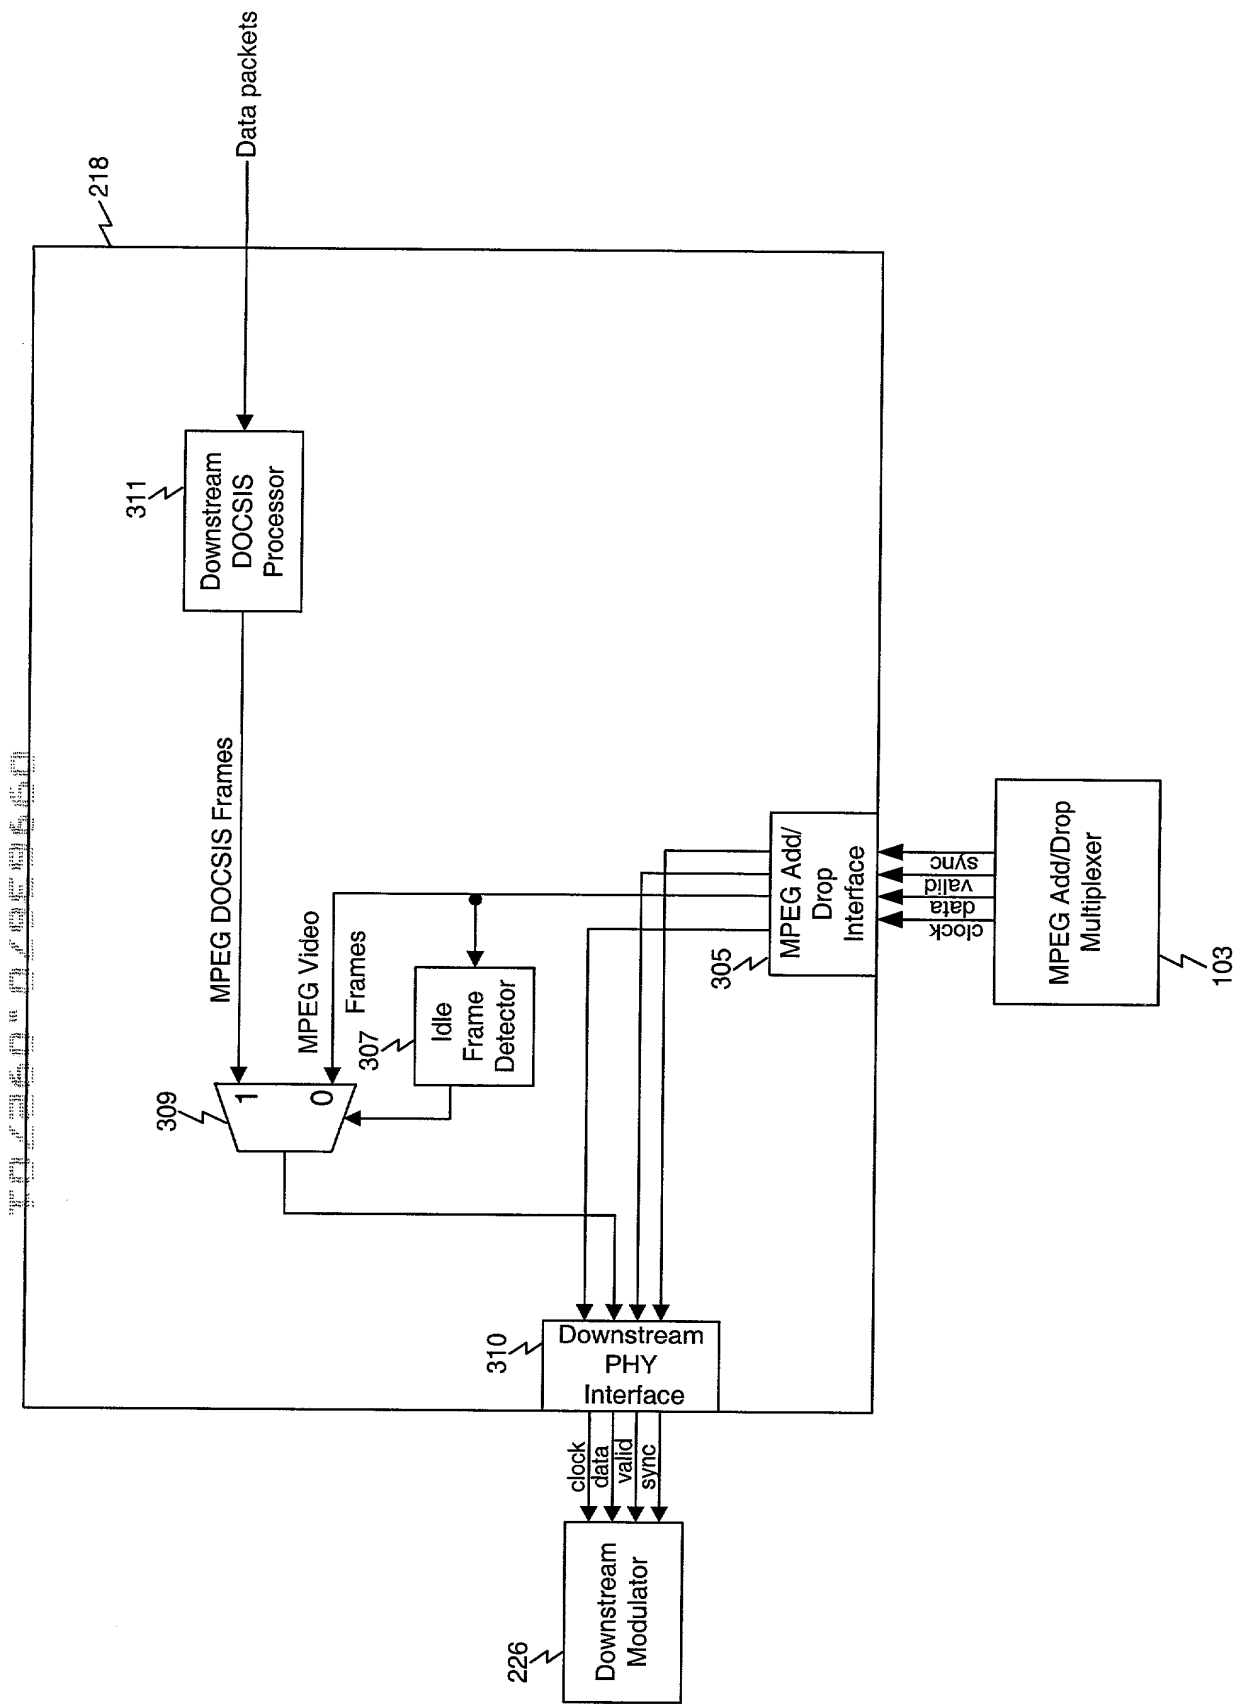 Data packets
218
311
Downstream
DOCSIS
Processor
MPEG DOCSIS Frames
MPEG Video
Frames
309
1
0
307
Idle
Frame
Detector
305
MPEG Add/
Drop
Interface
clock
data
valid
sync
MPEG Add/Drop
Multiplexer
103
310
Downstream
PHY
Interface
clock
data
valid
sync
226
Downstream
Modulator